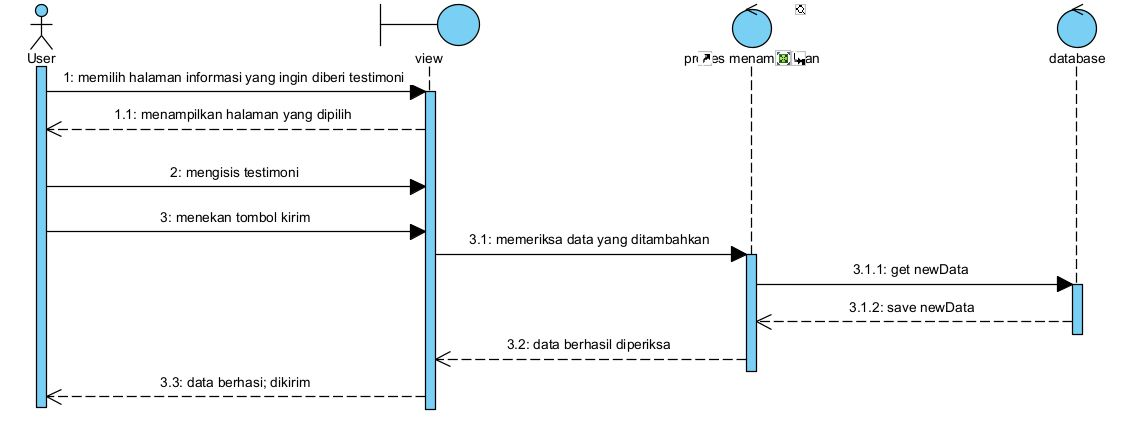 User
view
menam
database
1: memilih halaman informasi yang ingin diberi testimoni
1.1: menampilkan halaman yang dipilih
2: mengisis testimoni
3: menekan tombol kirim
3.1: memeriksa data yang ditambahkan
3.1.1: get newData
3.1.2: save newData
3.2: data berhasil diperiksa
3.3: data berhasi; dikirim